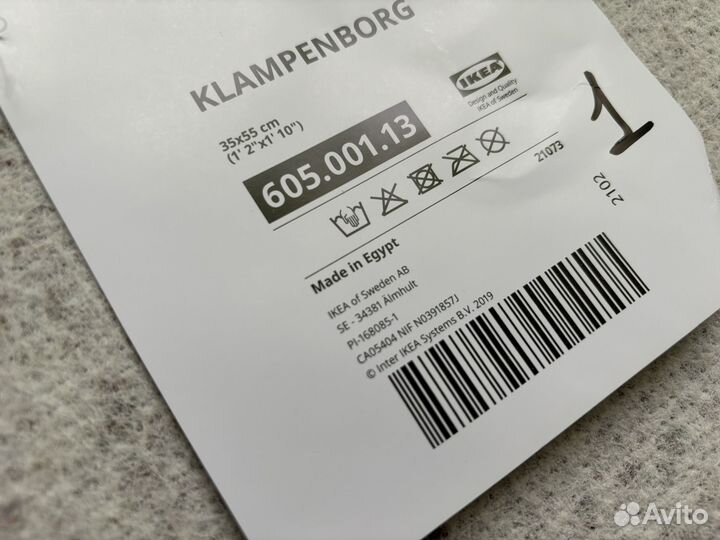 KLAMPENBORG
35x55 cm
(1' 2"x1' 10")
605.001.13
IKEA
Design and Quality
IKEA of Sweden
21073
2102
1
Made in Egypt
IKEA of Sweden AB
SE - 34381 Älmhult
PI-168085-1
CA05404 NIF N0391857J
© Inter IKEA Systems B.V. 2019
Avito